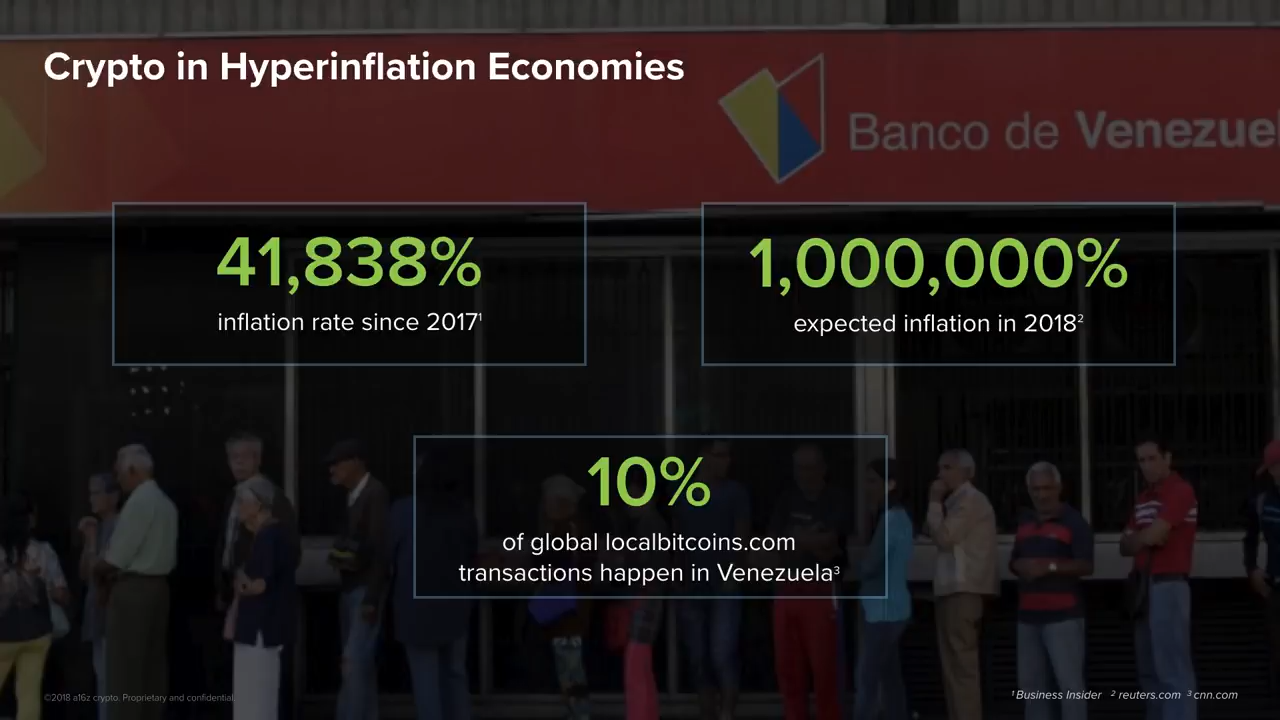 Crypto in Hyperinflation Economies
Banco de Venezuel
41,838%
inflation rate since 2017¹
1,000,000%
expected inflation in 2018²
10%
of global localbitcoins.com
transactions happen in Venezuela³
©2018 a16z crypto. Proprietary and confidential.
¹ Business Insider ² reuters.com ³ cnn.com